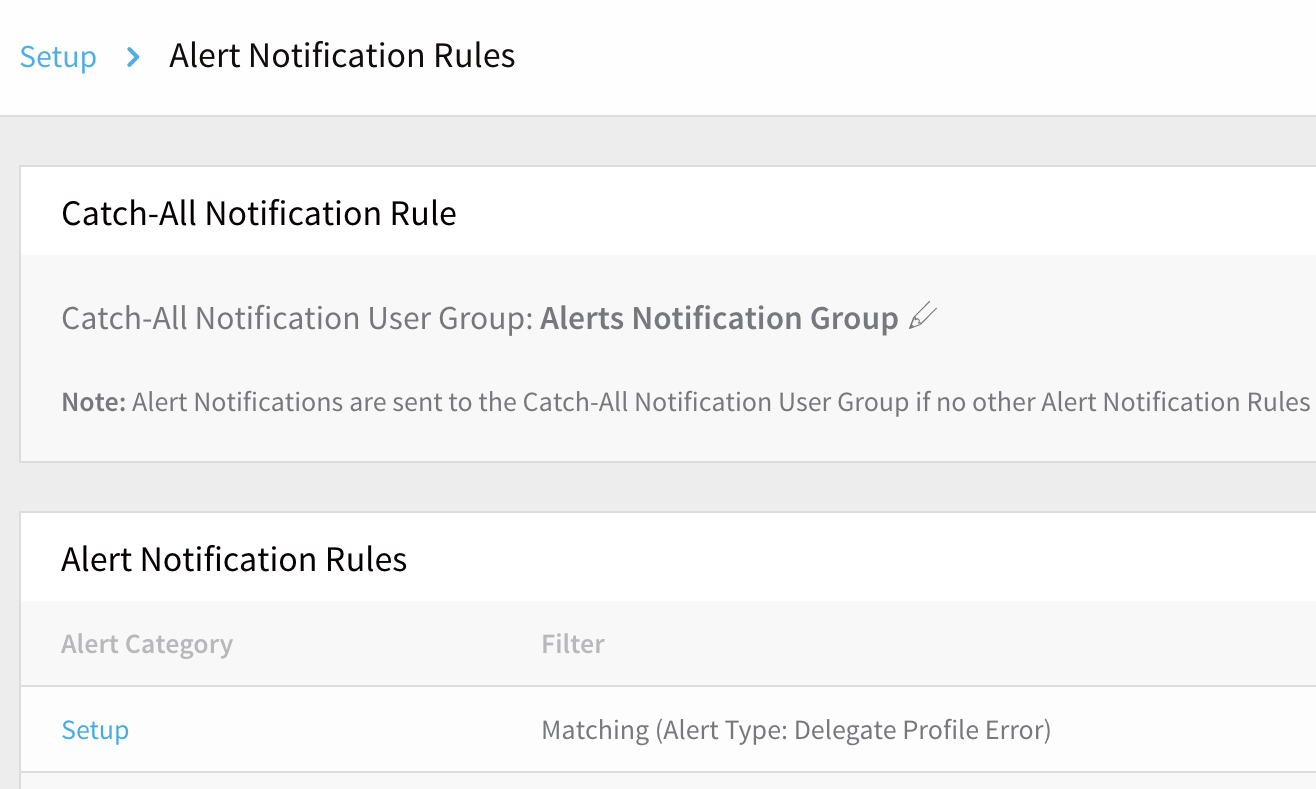 Setup > Alert Notification Rules
Catch-All Notification Rule
Catch-All Notification User Group: Alerts Notification Group
Note: Alert Notifications are sent to the Catch-All Notification User Group if no other Alert Notification Rules
Alert Notification Rules
Alert Category Filter
Setup Matching (Alert Type: Delegate Profile Error)